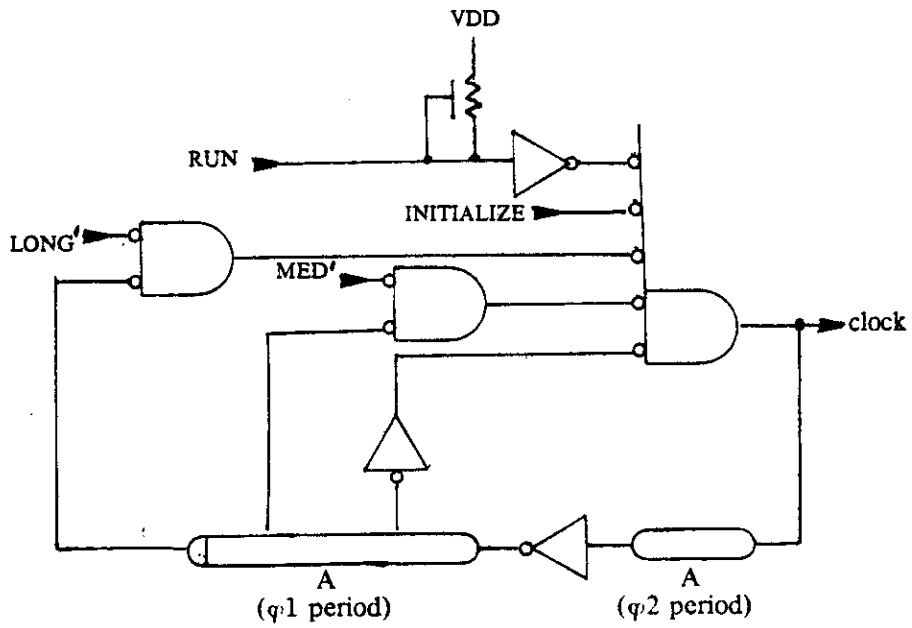 VDD
RUN
INITIALIZE
LONG'
MED'
clock
A
(φ1 period)
A
(φ2 period)